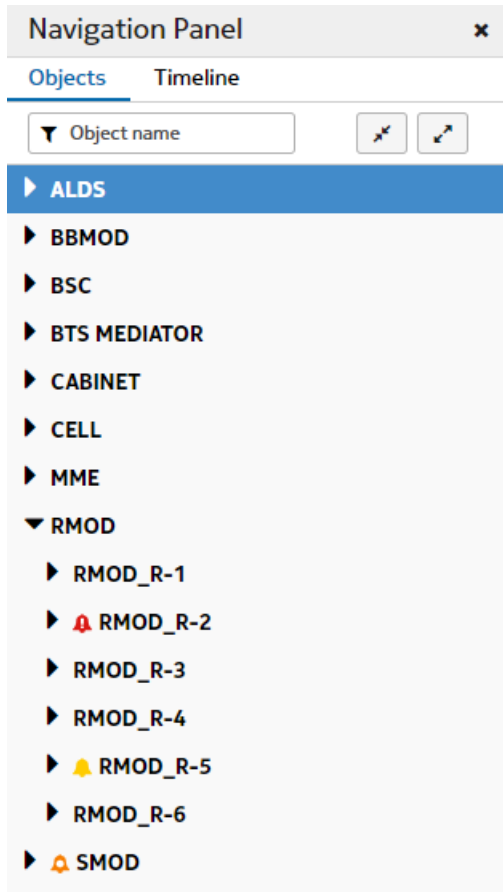 Navigation Panel
Objects Timeline
Object name
ALDS
BBMOD
BSC
BTS MEDIATOR
CABINET
CELL
MME
RMOD
RMOD_R-1
RMOD_R-2
RMOD_R-3
RMOD_R-4
RMOD_R-5
RMOD_R-6
SMOD